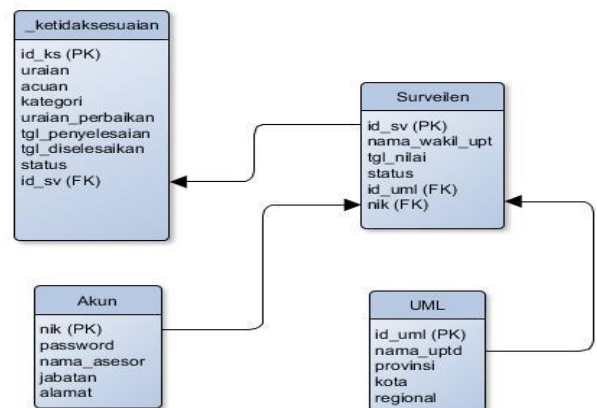 _ketidaksesuaian
id_ks (PK)
uraian
acuan
kategori
uraian_perbaikan
tgl_penyelesaian
tgl_diselesaikan
status
id_sv (FK)
Surveilen
id_sv (PK)
nama_wakil_upt
tgl_nilai
status
id_uml (FK)
nik (FK)
Akun
nik (PK)
password
nama_asesor
jabatan
alamat
UML
id_uml (PK)
nama_uptd
provinsi
kota
regional